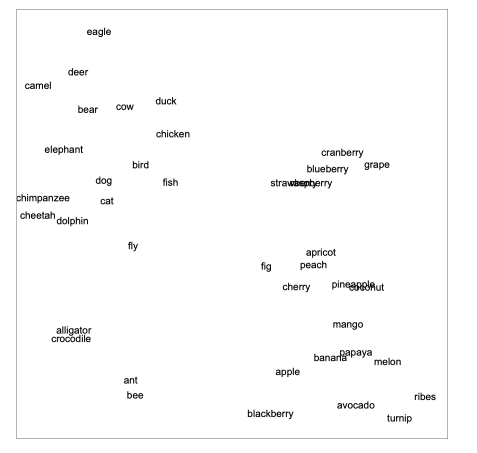 eagle
deer
camel
duck
cow
bear
chicken
elephant
cranberry
bird
grape
blueberry
dog
fish
strawberry
raspberry
chimpanzee
cat
cheetah
dolphin
fly
apricot
fig
peach
cherry
pineapple
coconut
mango
alligator
crocodile
papaya
banana
melon
apple
ant
bee
ribes
avocado
blackberry
turnip